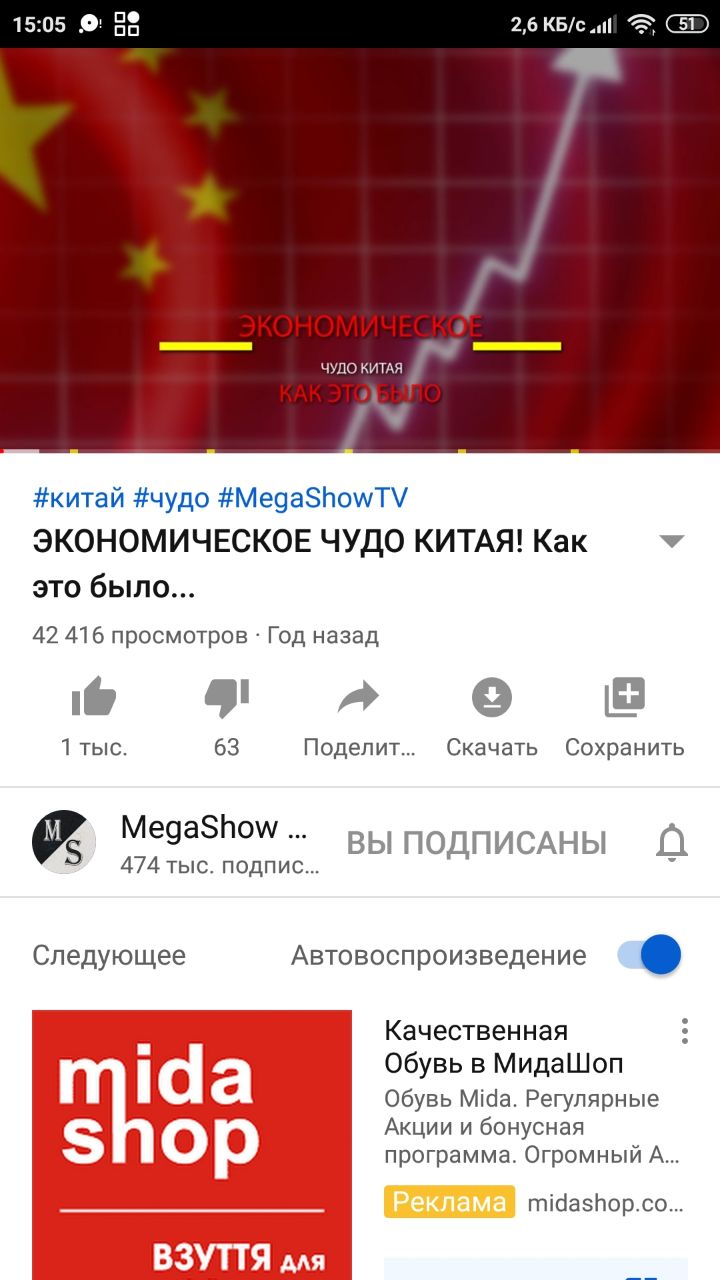 15:05
2,6 КБ/с
51
ЭКОНОМИЧЕСКОЕ
ЧУДО КИТАЯ
КАК ЭТО БЫЛО
#китай #чудо #MegaShowTV
ЭКОНОМИЧЕСКОЕ ЧУДО КИТАЯ! Как
это было...
42 416 просмотров · Год назад
1 тыс.
63
Поделит...
Скачать
Сохранить
MS
MegaShow ...
474 тыс. подпис...
ВЫ ПОДПИСАНЫ
Следующее
Автовоспроизведение
mida
shop
ВЗУТТЯ для
Качественная
Обувь в МидаШоп
Обувь Mida. Регулярные
Акции и бонусная
программа. Огромный А...
Реклама
midashop.co...